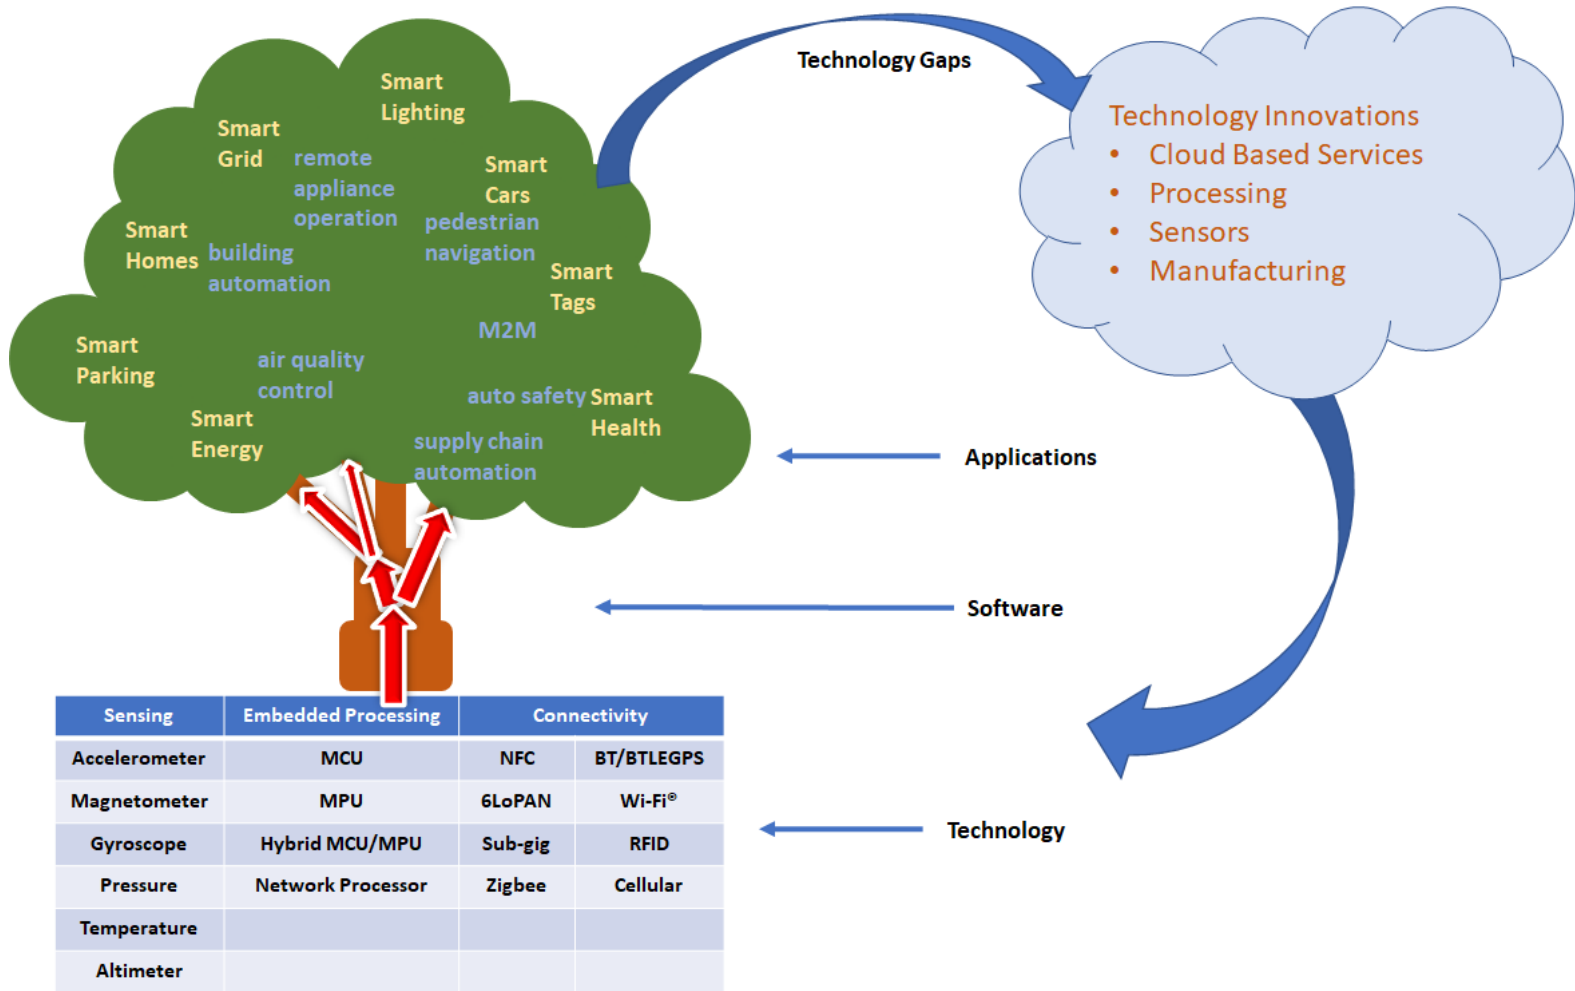 Technology Gaps
Smart
Lighting
Smart
Grid
remote
appliance
operation
Smart
Cars
pedestrian
navigation
Smart
Homes
building
automation
Smart
Tags
M2M
Smart
Parking
air quality
control
auto safety
Smart
Health
Smart
Energy
supply chain
automation
Technology Innovations
• Cloud Based Services
• Processing
• Sensors
• Manufacturing
Applications
Software
Technology
Sensing Embedded Processing Connectivity
Accelerometer MCU NFC BT/BTLEGPS
Magnetometer MPU 6LoPAN Wi-Fi®
Gyroscope Hybrid MCU/MPU Sub-gig RFID
Pressure Network Processor Zigbee Cellular
Temperature
Altimeter